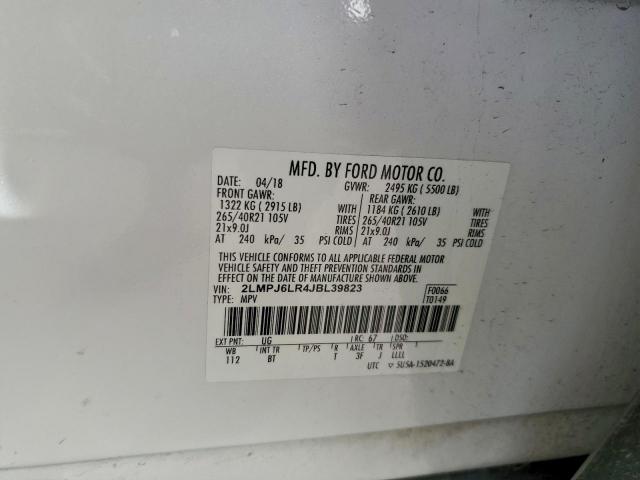 MFD. BY FORD MOTOR CO.
DATE: 04/18 GVWR: 2495 KG ( 5500 LB)
FRONT GAWR: REAR GAWR:
1322 KG ( 2915 LB) WITH 1184 KG ( 2610 LB) WITH
265/40R21 105V TIRES 265/40R21 105V TIRES
21x9.0J RIMS 21x9.0J RIMS
AT 240 kPa/ 35 PSI COLD AT 240 kPa/ 35 PSI COLD
THIS VEHICLE CONFORMS TO ALL APPLICABLE FEDERAL MOTOR
VEHICLE SAFETY AND THEFT PREVENTION STANDARDS IN
EFFECT ON THE DATE OF MANUFACTURE SHOWN ABOVE.
VIN: 2LMPJ6LR4JBL39823 F0066
TYPE: MPV T0149
EXT PNT: UG RC: 67 DSO:
WB INT TR TP/PS R AXLE TR SPR
112 BT T 3F J LLLL
UTC 5U5A-1520472-BA